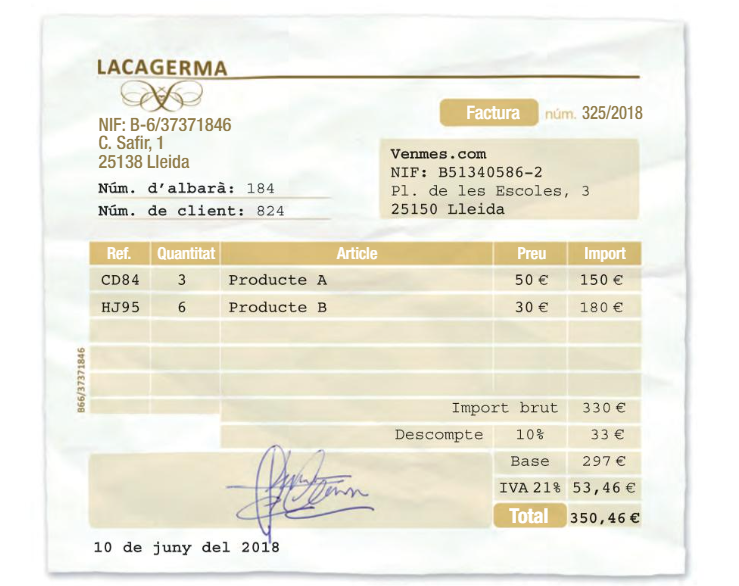 LACAGERMA
NIF: B-6/37371846
C. Safir, 1
25138 Lleida
Núm. d'albarà: 184
Núm. de client: 824
Factura núm. 325/2018
Venmes.com
NIF: B51340586-2
Pl. de les Escoles, 3
25150 Lleida
Ref. Quantitat Article Preu Import
CD84 3 Producte A 50 € 150 €
HJ95 6 Producte B 30 € 180 €
B66/37371846
Import brut 330 €
Descompte 10% 33 €
Base 297 €
IVA 21% 53,46 €
Total 350,46 €
10 de juny del 2018